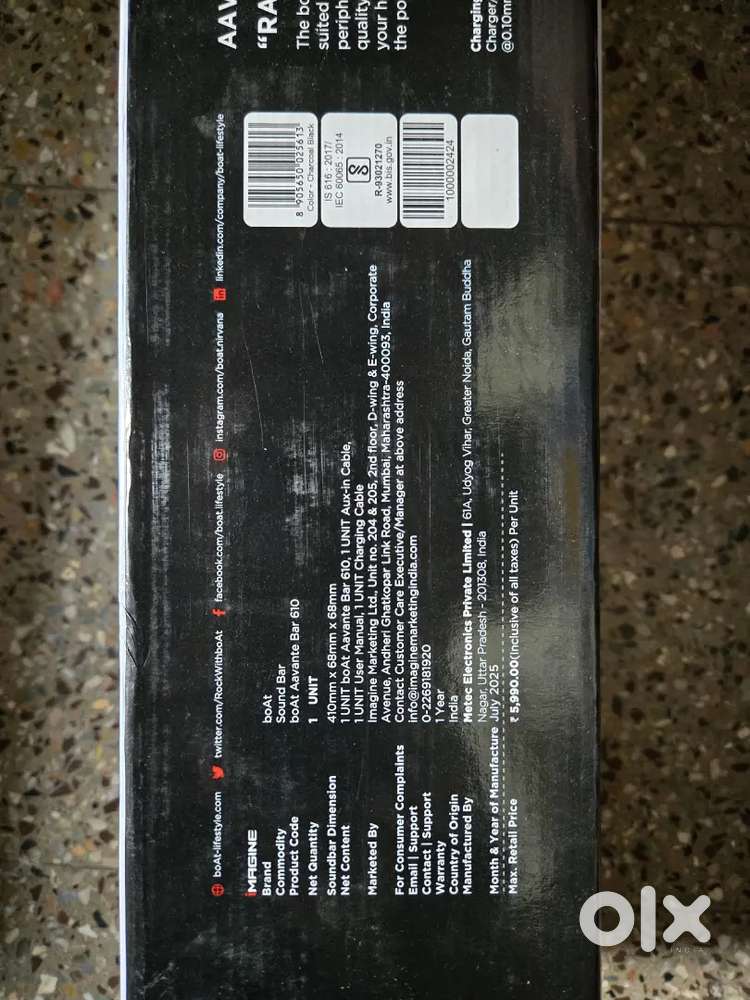 AAV
"RA
The bo
suited
periph
quality
your h
the po
Charging
Charger,
@0.10mm
8 905650 025613
Color - Charcoal Black
IS 616 : 2017/
IEC 60065 : 2014
R-93021270
www.bis.gov.in
1000002424
boAt-lifestyle.com twitter.com/RockWithboAt facebook.com/boat.lifestyle instagram.com/boat.nirvana linkedin.com/company/boat-lifestyle
iMAGINE
Brand boAt
Commodity Sound Bar
Product Code boAt Aavante Bar 610
Net Quantity 1 UNIT
Soundbar Dimension 410mm x 68mm x 68mm
Net Content 1 UNIT boAt Aavante Bar 610, 1 UNIT Aux-in Cable,
1 UNIT User Manual, 1 UNIT Charging Cable
Marketed By Imagine Marketing Ltd., Unit no. 204 & 205, 2nd floor, D-wing & E-wing, Corporate
Avenue, Andheri Ghatkopar Link Road, Mumbai, Maharashtra-400093, India
For Consumer Complaints Contact Customer Care Executive/Manager at above address
Email | Support info@imaginemarketingindia.com
Contact | Support 0-2269181920
Warranty 1 Year
Country of Origin India
Manufactured By Metec Electronics Private Limited | 61A, Udyog Vihar, Greater Noida, Gautam Buddha
Nagar, Uttar Pradesh - 201308, India
Month & Year of Manufacture July 2025
Max. Retail Price ₹ 5,990.00(Inclusive of all taxes) Per Unit
olx
INDIA